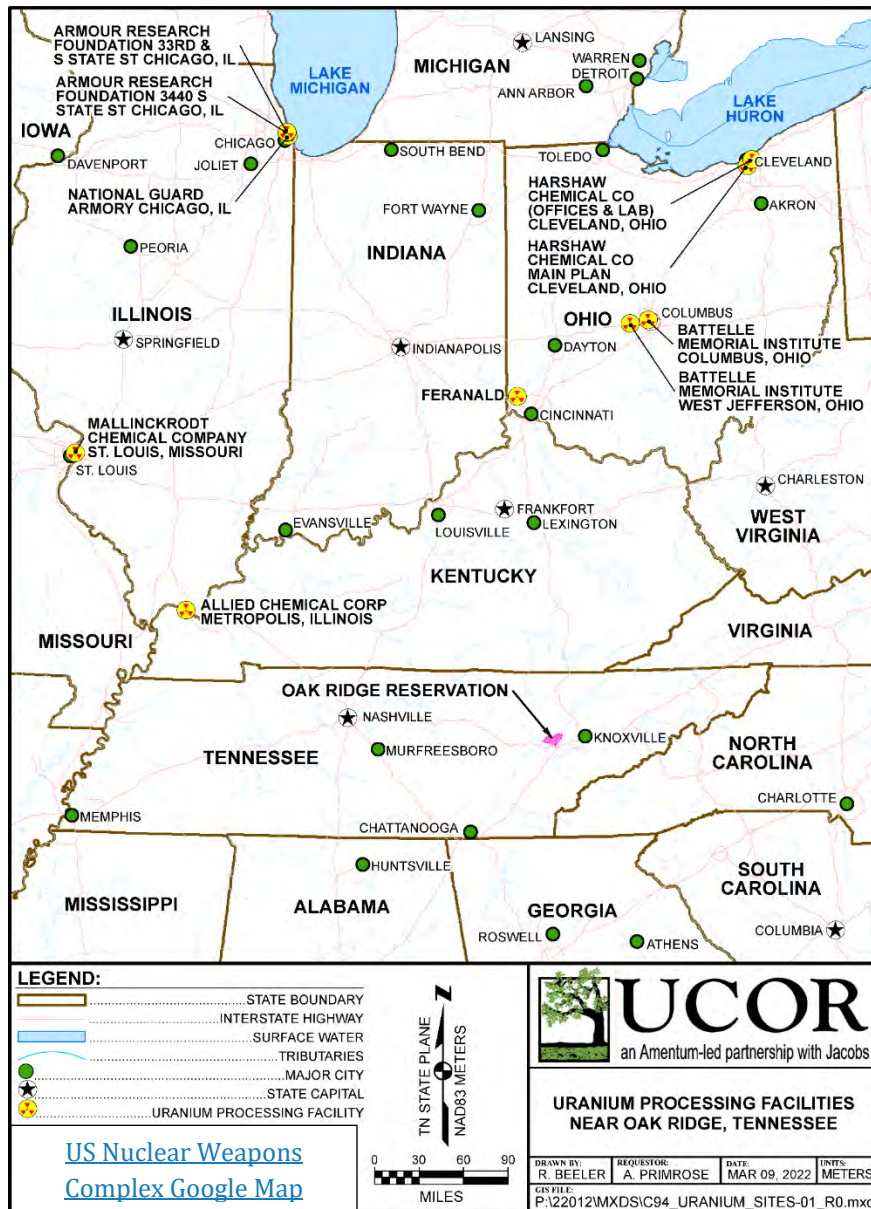 ARMOUR RESEARCH
FOUNDATION 33RD &
S STATE ST CHICAGO, IL
ARMOUR RESEARCH
FOUNDATION 3440 S
STATE ST CHICAGO, IL
LAKE
MICHIGAN
MICHIGAN
LANSING
WARREN
DETROIT
ANN ARBOR
LAKE
HURON
IOWA
DAVENPORT
CHICAGO
JOLIET
SOUTH BEND
TOLEDO
CLEVELAND
NATIONAL GUARD
ARMORY CHICAGO, IL
FORT WAYNE
HARSHAW
CHEMICAL CO
(OFFICES & LAB)
CLEVELAND, OHIO
AKRON
HARSHAW
CHEMICAL CO
MAIN PLAN
CLEVELAND, OHIO
PEORIA
INDIANA
ILLINOIS
SPRINGFIELD
INDIANAPOLIS
OHIO
COLUMBUS
DAYTON
BATTELLE
MEMORIAL INSTITUTE
COLUMBUS, OHIO
BATTELLE
MEMORIAL INSTITUTE
WEST JEFFERSON, OHIO
FERANALD
CINCINNATI
MALLINCKRODT
CHEMICAL COMPANY
ST. LOUIS, MISSOURI
ST. LOUIS
CHARLESTON
WEST
VIRGINIA
EVANSVILLE
LOUISVILLE
FRANKFORT
LEXINGTON
KENTUCKY
ALLIED CHEMICAL CORP
METROPOLIS, ILLINOIS
MISSOURI
VIRGINIA
OAK RIDGE RESERVATION
NASHVILLE
KNOXVILLE
TENNESSEE
MURFREESBORO
NORTH
CAROLINA
MEMPHIS
CHATTANOOGA
CHARLOTTE
HUNTSVILLE
SOUTH
CAROLINA
MISSISSIPPI
ALABAMA
GEORGIA
ROSWELL
ATHENS
COLUMBIA
LEGEND:
STATE BOUNDARY
INTERSTATE HIGHWAY
SURFACE WATER
TRIBUTARIES
MAJOR CITY
STATE CAPITAL
URANIUM PROCESSING FACILITY
US Nuclear Weapons
Complex Google Map
N
TN STATE PLANE
NAD83 METERS
0 30 60 90
MILES
UCOR
an Amentum-led partnership with Jacobs
URANIUM PROCESSING FACILITIES
NEAR OAK RIDGE, TENNESSEE
DRAWN BY:
R. BEELER
REQUESTOR:
A. PRIMROSE
DATE:
MAR 09, 2022
UNITS:
METERS
GIS FILE:
P:\22012\MXDS\C94_URANIUM_SITES-01_R0.mxd